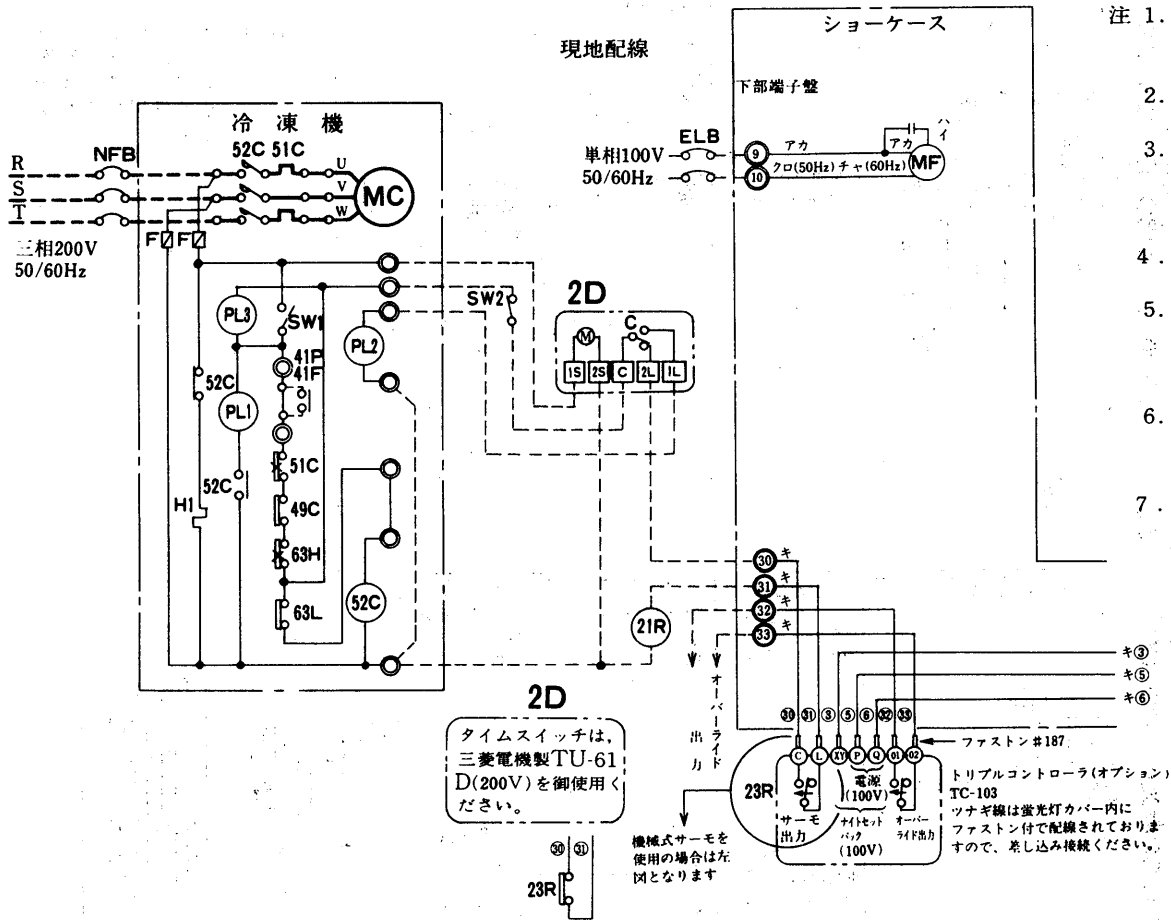 注 1.
2.
3.
4.
5.
6.
7.
現地配線
ショーケース
下部端子盤
単相100V
50/60Hz
ELB
9
10
アカ
アカ
ハイ
クロ(50Hz)チャ(60Hz)
MF
冷凍機
NFB
52C 51C
R
S
T
U
V
W
MC
三相200V
50/60Hz
F
F
PL3
SW1
PL2
41P
41F
52C
PL1
51C
52C
49C
H1
63H
63L
52C
SW2
2D
M
C
1S
2S
C
2L
1L
30
キ
31
キ
32
キ
33
キ
21R
オーバーライド
出力
キ③
キ⑤
キ⑥
㉚ ㉛ ③ ⑤ ⑥ ㉜ ㉝
ファストン#187
C L XY P Q 01 02
23R
サーモ
出力
電源
(100V)
ナイトセット
バック
(100V)
オーバー
ライド出力
トリプルコントローラ(オプション)
TC-103
ツナギ線は蛍光灯カバー内に
ファストン付で配線されておりま
すので、差し込み接続ください。
機械式サーモを
使用の場合は左
図となります
2D
タイムスイッチは,
三菱電機製TU-61
D(200V)を御使用く
ださい。
㉚ ㉛
23R